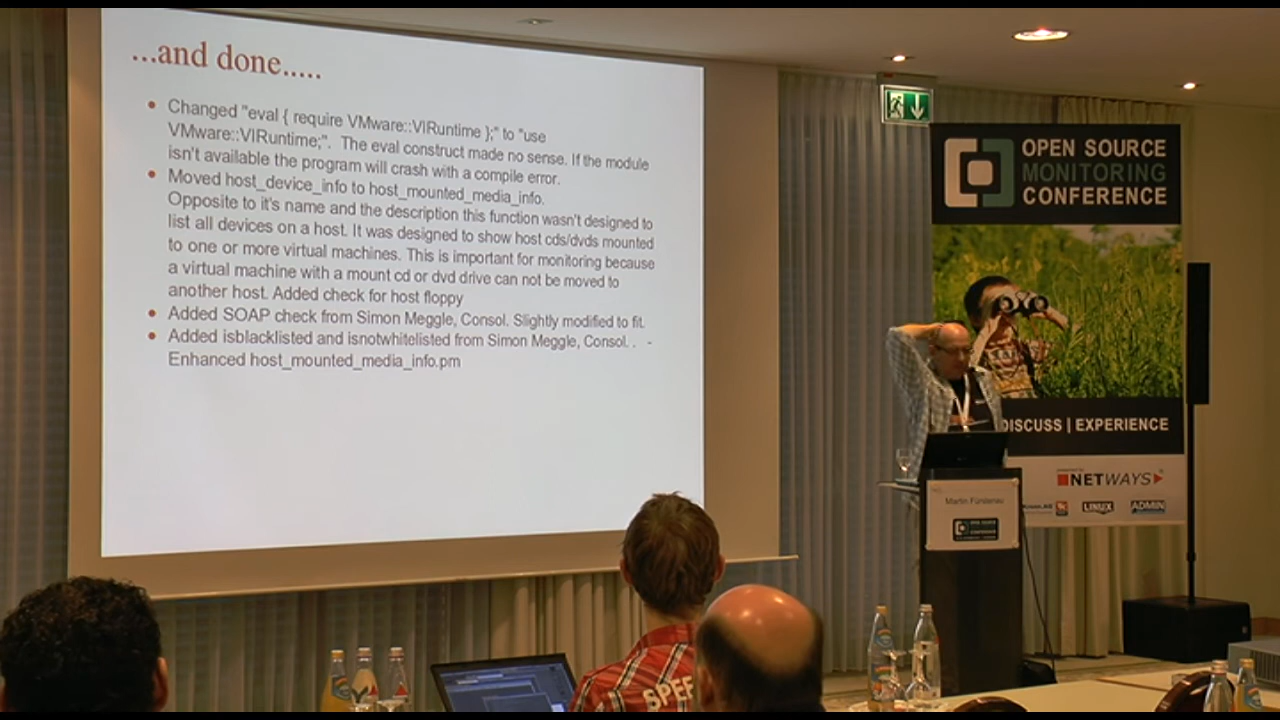 ...and done.....
• Changed "eval { require VMware::VIRuntime };" to "use
VMware::VIRuntime;". The eval construct made no sense. If the module
isn't available the program will crash with a compile error.
• Moved host_device_info to host_mounted_media_info.
Opposite to it's name and the description this function wasn't designed to
list all devices on a host. It was designed to show host cds/dvds mounted
to one or more virtual machines. This is important for monitoring because
a virtual machine with a mount cd or dvd drive can not be moved to
another host. Added check for host floppy
• Added SOAP check from Simon Meggle, Consol. Slightly modified to fit.
• Added isblacklisted and isnotwhitelisted from Simon Meggle, Consol. . -
Enhanced host_mounted_media_info.pm
OPEN SOURCE
MONITORING
CONFERENCE
DISCUSS | EXPERIENCE
NETWAYS
LINUX
ADMIN
Martin Fürstenau
OPEN SOURCE
CONFERENCE
SPEF